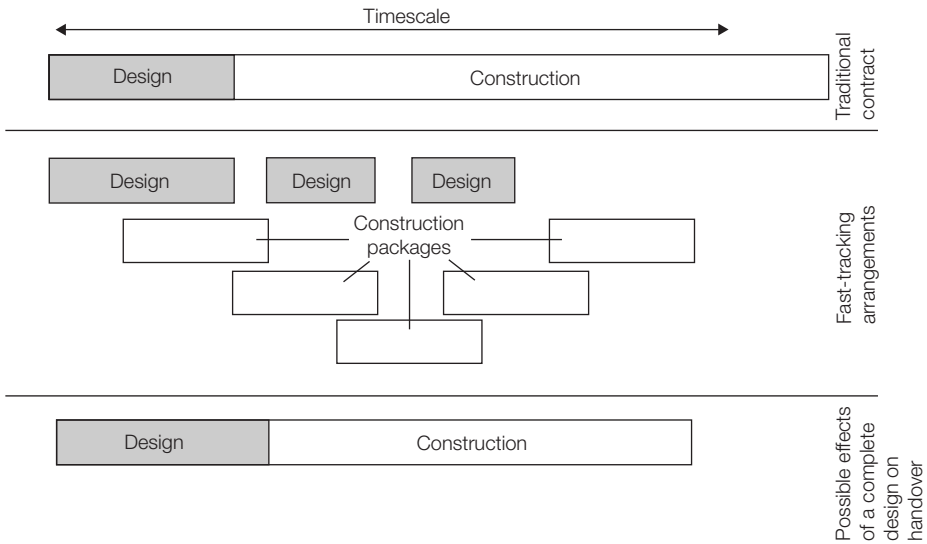 Timescale
Design
Construction
Traditional
contract
Design
Design
Design
Construction
packages
Fast-tracking
arrangements
Design
Construction
Possible effects
of a complete
design on
handover